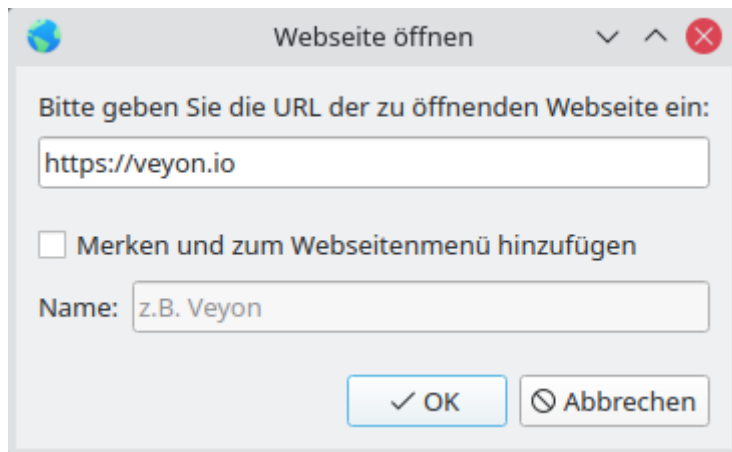 Webseite öffnen
Bitte geben Sie die URL der zu öffnenden Webseite ein:
https://veyon.io
Merken und zum Webseitenmenü hinzufügen
Name: z.B. Veyon
OK Abbrechen